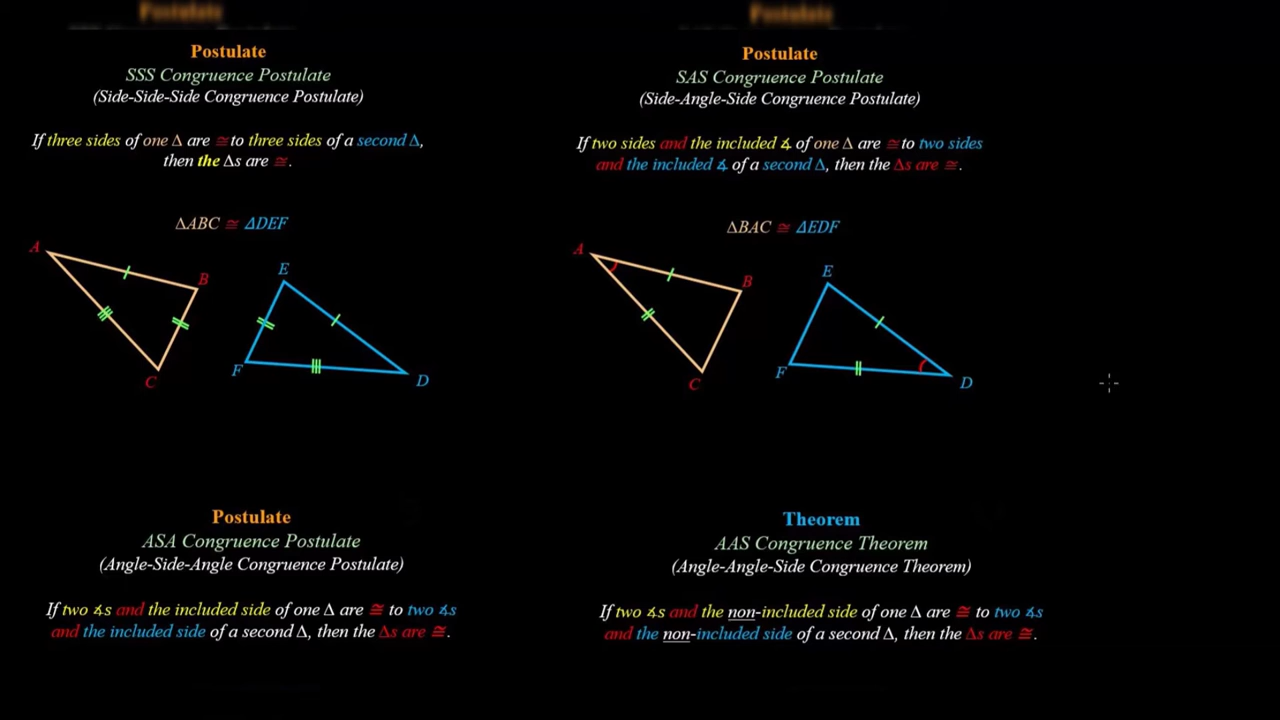 Postulate
SSS Congruence Postulate
(Side-Side-Side Congruence Postulate)
If three sides of one Δ are ≅ to three sides of a second Δ,
then the Δs are ≅.
ΔABC ≅ ΔDEF
A
B
C
E
F
D
Postulate
SAS Congruence Postulate
(Side-Angle-Side Congruence Postulate)
If two sides and the included ∡ of one Δ are ≅ to two sides
and the included ∡ of a second Δ, then the Δs are ≅.
ΔBAC ≅ ΔEDF
A
B
C
E
F
D
Postulate
ASA Congruence Postulate
(Angle-Side-Angle Congruence Postulate)
If two ∡s and the included side of one Δ are ≅ to two ∡s
and the included side of a second Δ, then the Δs are ≅.
Theorem
AAS Congruence Theorem
(Angle-Angle-Side Congruence Theorem)
If two ∡s and the non-included side of one Δ are ≅ to two ∡s
and the non-included side of a second Δ, then the Δs are ≅.